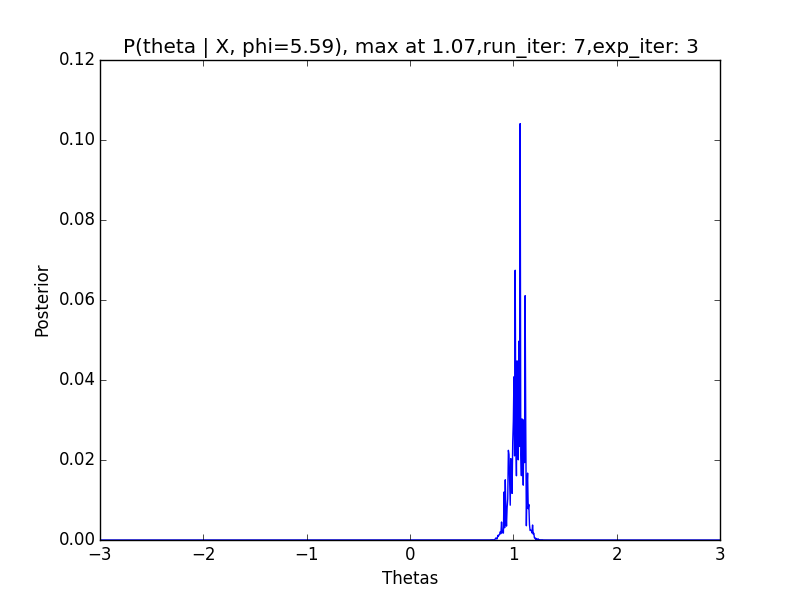 P(theta | X, phi=5.59), max at 1.07,run_iter: 7,exp_iter: 3
0.12
0.10
0.08
0.06
0.04
0.02
0.00
Posterior
−3 −2 −1 0 1 2 3
Thetas